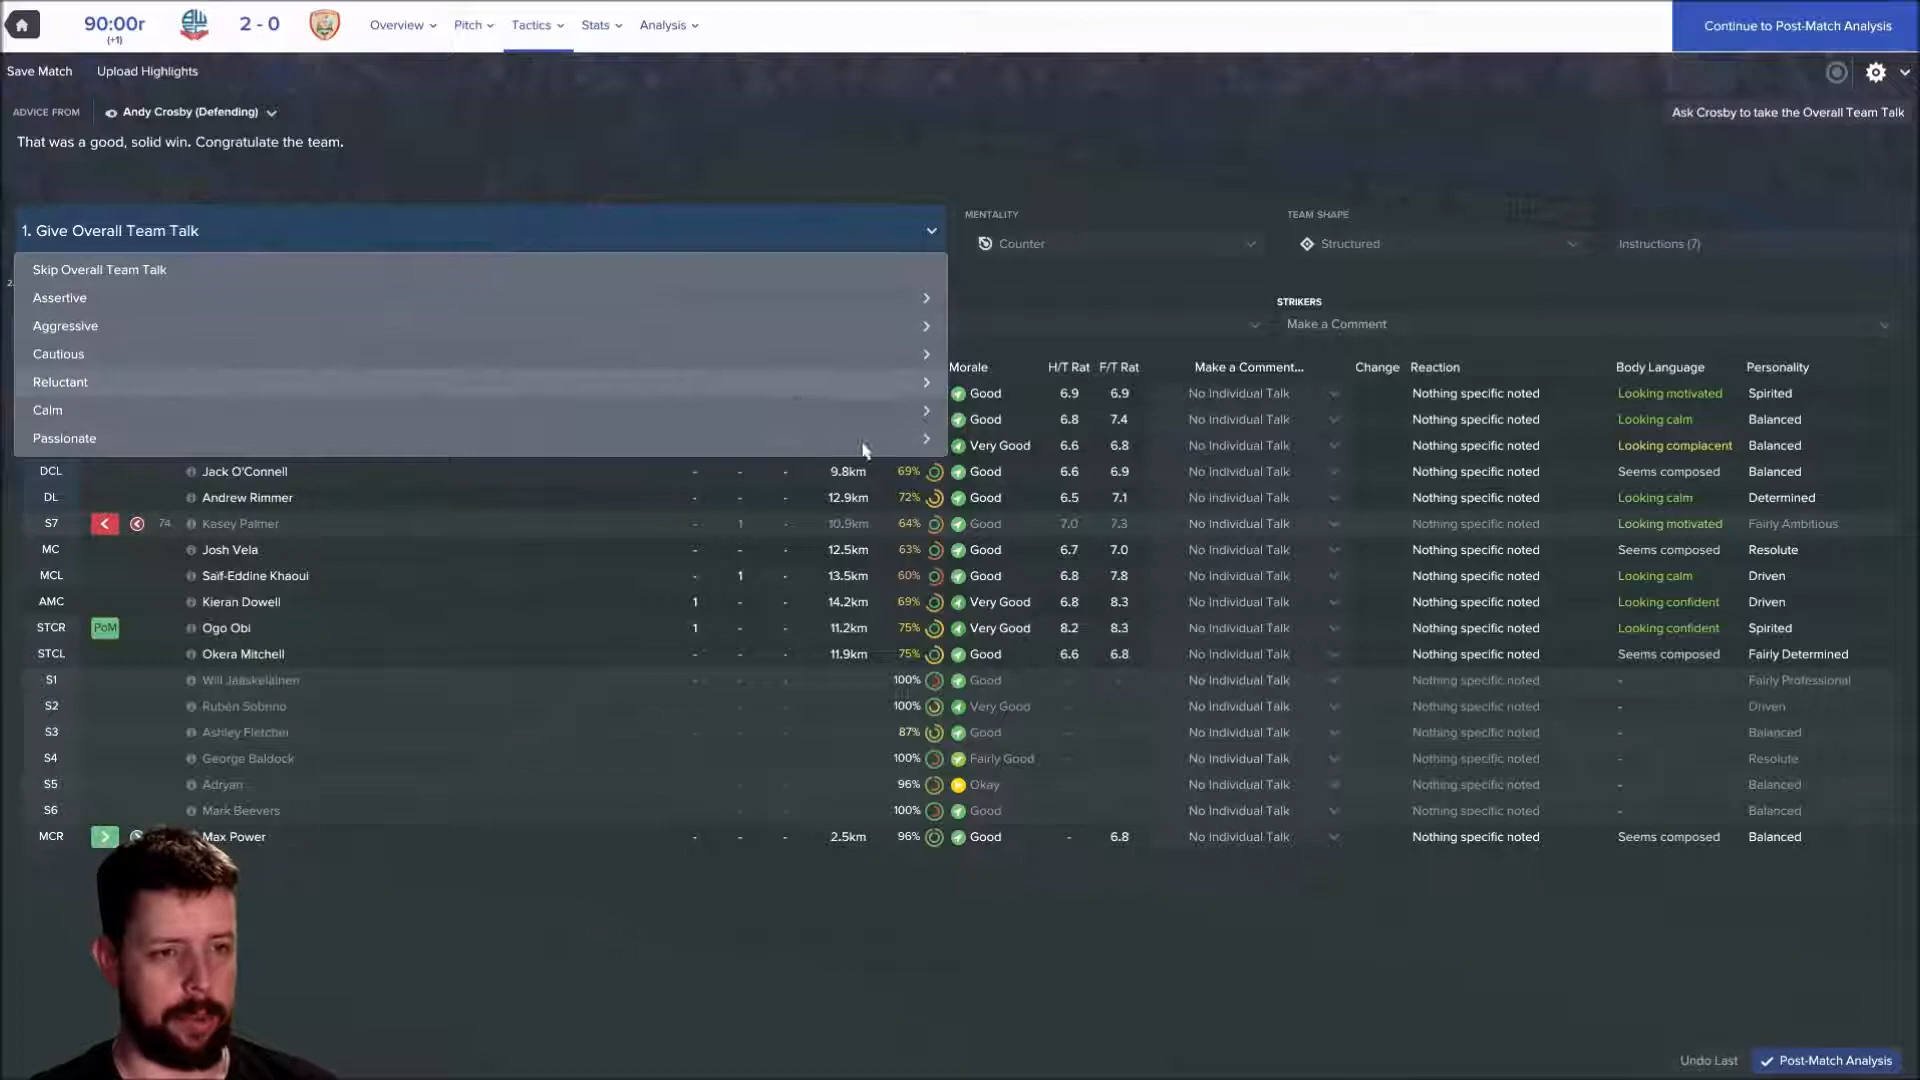 90:00r
(+1)
2 - 0
Overview
Pitch
Tactics
Stats
Analysis
Continue to Post-Match Analysis
Save Match
Upload Highlights
ADVICE FROM
Andy Crosby (Defending)
Ask Crosby to take the Overall Team Talk
That was a good, solid win. Congratulate the team.
1. Give Overall Team Talk
MENTALITY
Counter
TEAM SHAPE
Structured
Instructions (7)
Skip Overall Team Talk
Assertive
Aggressive
Cautious
Reluctant
Calm
Passionate
STRIKERS
Make a Comment
Morale H/T Rat F/T Rat Make a Comment... Change Reaction Body Language Personality
Good 6.9 6.9 No Individual Talk Nothing specific noted Looking motivated Spirited
Good 6.8 7.4 No Individual Talk Nothing specific noted Looking calm Balanced
Very Good 6.6 6.8 No Individual Talk Nothing specific noted Looking complacent Balanced
DCL Jack O'Connell - - - 9.8km 69% Good 6.6 6.9 No Individual Talk Nothing specific noted Seems composed Balanced
DL Andrew Rimmer - - - 12.9km 72% Good 6.5 7.1 No Individual Talk Nothing specific noted Looking calm Determined
S7 74 Kasey Palmer - 1 - 10.9km 64% Good 7.0 7.3 No Individual Talk Nothing specific noted Looking motivated Fairly Ambitious
MC Josh Vela - - - 12.5km 63% Good 6.7 7.0 No Individual Talk Nothing specific noted Seems composed Resolute
MCL Saïf-Eddine Khaoui - 1 - 13.5km 60% Good 6.8 7.8 No Individual Talk Nothing specific noted Looking calm Driven
AMC Kieran Dowell 1 - - 14.2km 69% Very Good 6.8 8.3 No Individual Talk Nothing specific noted Looking confident Driven
STCR PoM Ogo Obi 1 - - 11.2km 75% Very Good 8.2 8.3 No Individual Talk Nothing specific noted Looking confident Spirited
STCL Okera Mitchell - - - 11.9km 75% Good 6.6 6.8 No Individual Talk Nothing specific noted Seems composed Fairly Determined
S1 Will Jaaskelainen - - - 100% Good - - No Individual Talk Nothing specific noted - Fairly Professional
S2 Rubén Sobrino 100% Very Good - No Individual Talk Nothing specific noted - Driven
S3 Ashley Fletcher 87% Good - No Individual Talk Nothing specific noted - Balanced
S4 George Baldock 100% Fairly Good - No Individual Talk Nothing specific noted - Resolute
S5 Adryan 96% Okay No Individual Talk Nothing specific noted - Balanced
S6 Mark Beevers 100% Good No Individual Talk Nothing specific noted - Balanced
MCR Max Power - - - 2.5km 96% Good - 6.8 No Individual Talk Nothing specific noted Seems composed Balanced
Undo Last
Post-Match Analysis